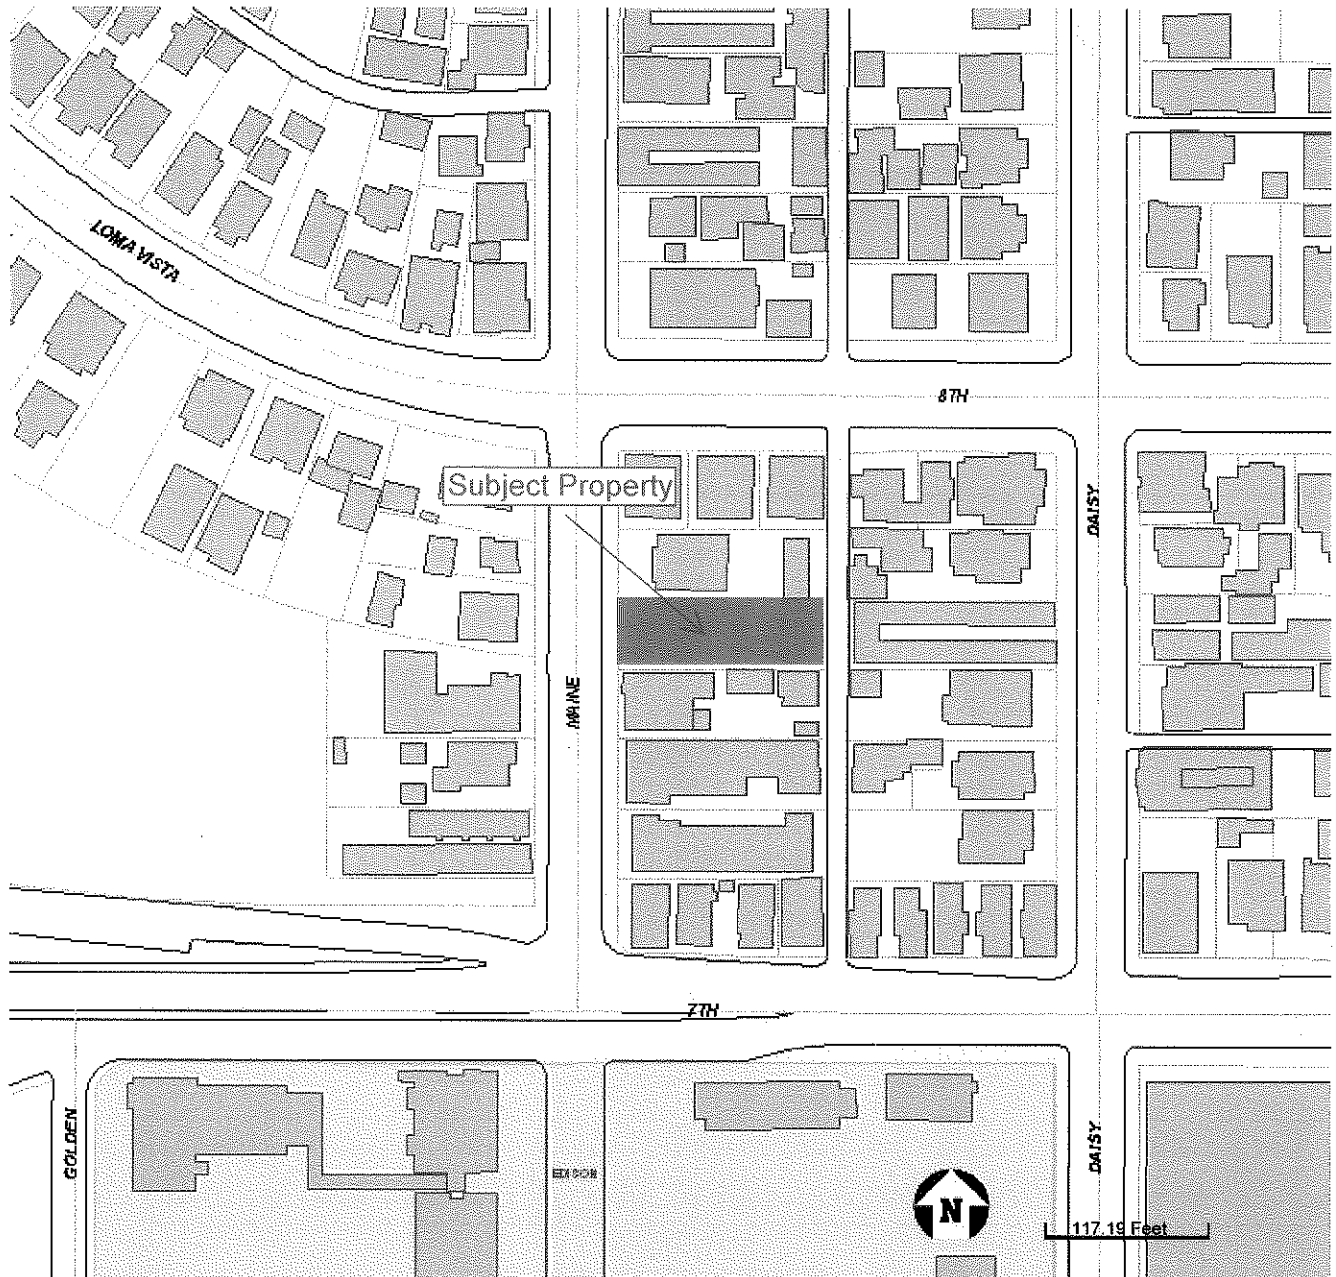 LOMA VISTA
8TH
Subject Property
DAISY
MAINE
7TH
GOLDEN
EDISON
DAISY
N
117.19 Feet